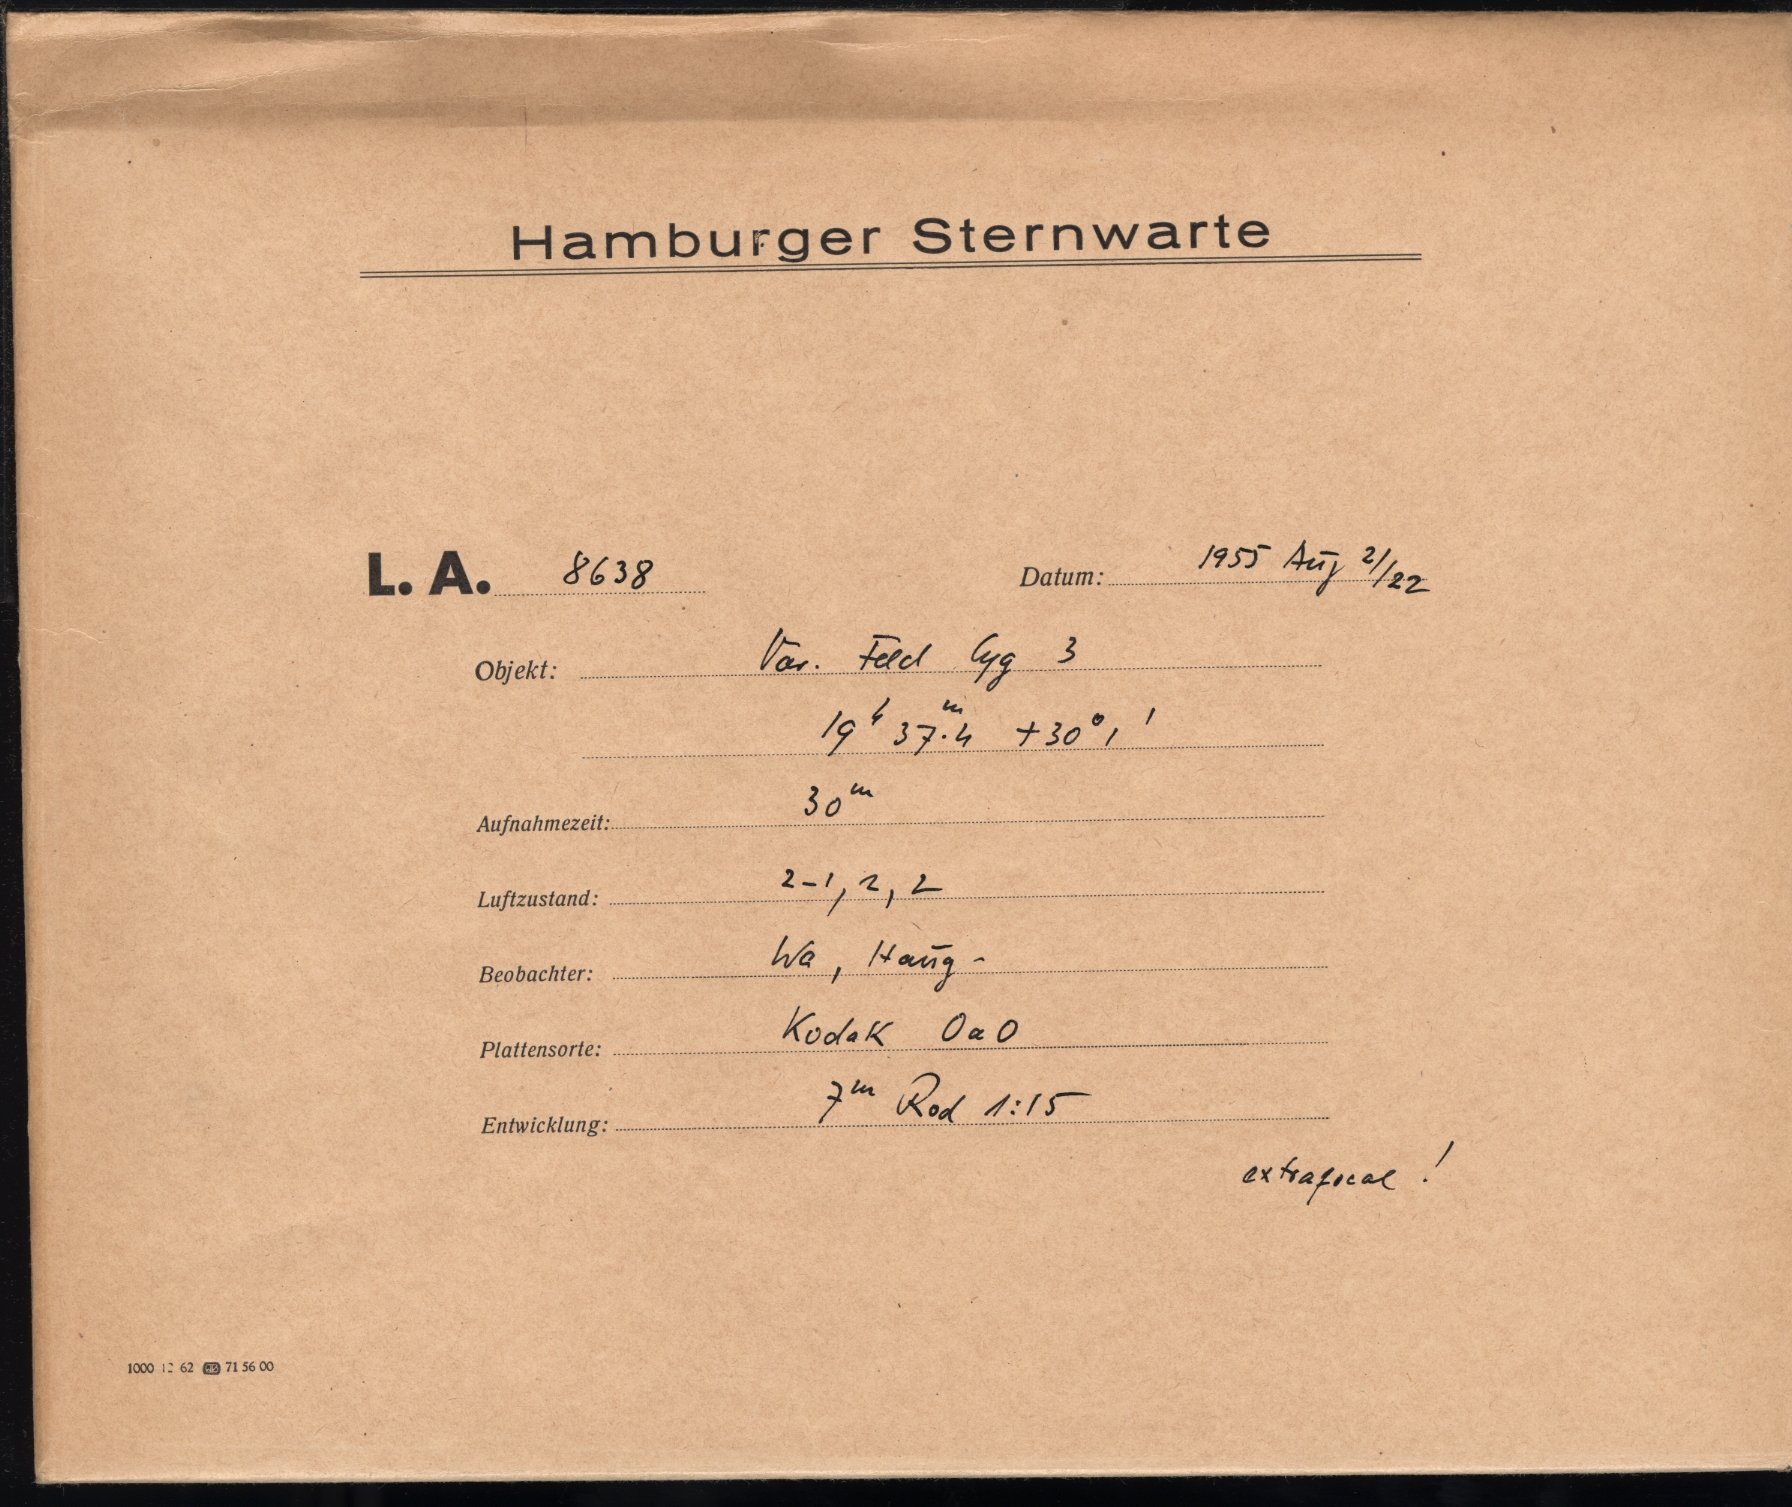 Hamburger Sternwarte
L. A. 8638 Datum: 1955 Aug 21/22
Objekt: Var. Feld Cyg 3
19ʰ 37ᵐ.4 +30° 1'
Aufnahmezeit: 30ᵐ
Luftzustand: 2-1, 2, 2
Beobachter: Wa, Haug-
Plattensorte: Kodak OaO
Entwicklung: 7ᵐ Rod 1:15
extrafocal !
1000 12 62 71 56 00